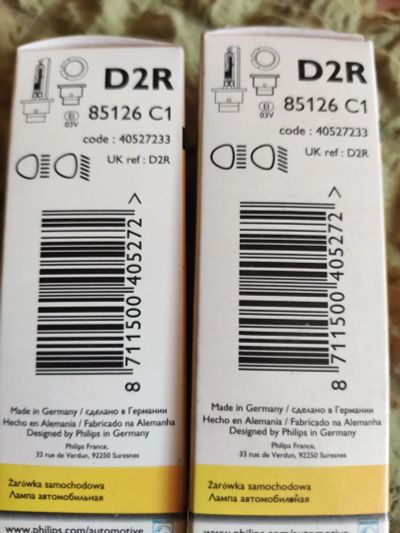 D2R
85126 C1
03V
code : 40527233
UK ref : D2R
8 711500 405272 >
Made in Germany / сделано в Германии
Hecho en Alemania / Fabricado na Alemanha
Designed by Philips in Germany
Philips France,
33 rue de Verdun, 92250 Suresnes
Żarówka samochodowa
Лампа автомобильная
www.philips.com/automotive
D2R
85126 C1
03V
code : 40527233
UK ref : D2R
8 711500 405272 >
Made in Germany / сделано в Германии
Hecho en Alemania / Fabricado na Alemanha
Designed by Philips in Germany
Philips France,
33 rue de Verdun, 92250 Suresnes
Żarówka samochodowa
Лампа автомобильная
www.philips.com/automotive